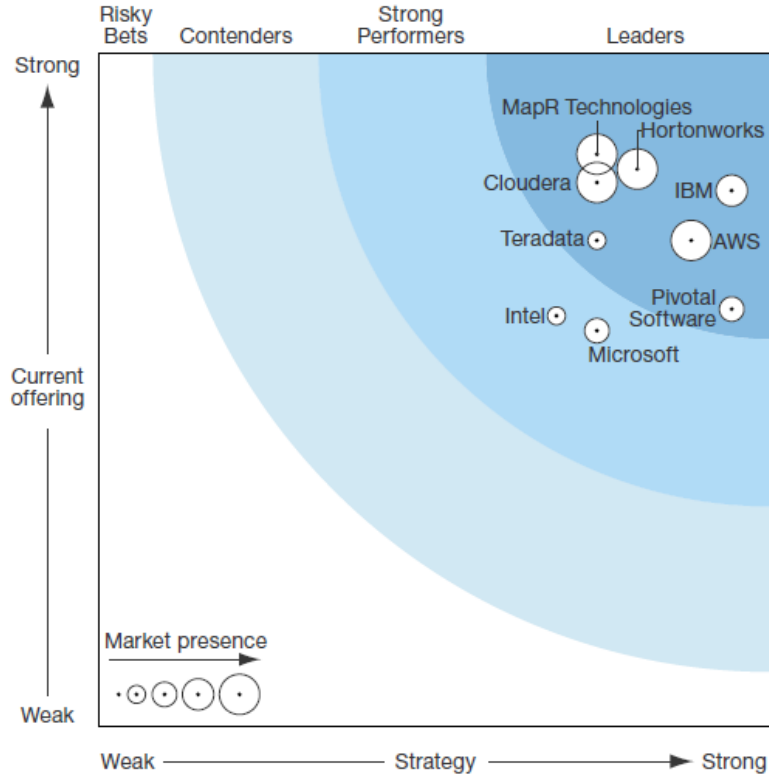 Risky
Bets
Contenders
Strong
Performers
Leaders
Strong
MapR Technologies
Hortonworks
Cloudera
IBM
Teradata
AWS
Pivotal
Software
Intel
Microsoft
Current
offering
Market presence
Weak
Weak
Strategy
Strong